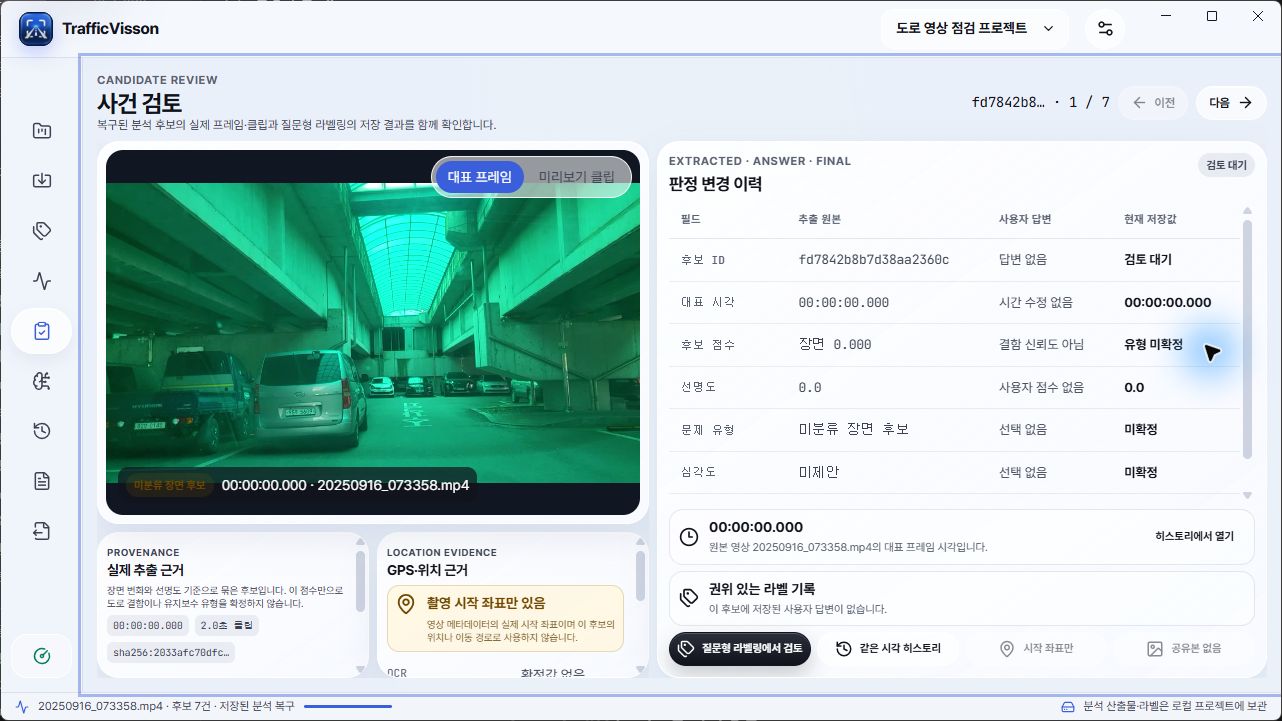 TrafficVisson
도로 영상 점검 프로젝트
CANDIDATE REVIEW
사건 검토
복구된 분석 후보의 실제 프레임·클립과 질문형 라벨링의 저장 결과를 함께 확인합니다.
fd7842b8… · 1 / 7
이전
다음
대표 프레임
미리보기 클립
미분류 장면 후보
00:00:00.000 · 20250916_073358.mp4
PROVENANCE
실제 추출 근거
장면 변화와 선명도 기준으로 묶은 후보입니다. 이 점수만으로
도로 결함이나 유지보수 유형을 확정하지 않습니다.
00:00:00.000
2.0초 클립
sha256:2033afc70dfc…
LOCATION EVIDENCE
GPS·위치 근거
촬영 시작 좌표만 있음
영상 메타데이터의 실제 시작 좌표이며 이 후보의
위치나 이동 경로로 사용하지 않습니다.
OCR
확정값 없음
EXTRACTED · ANSWER · FINAL
판정 변경 이력
검토 대기
필드 추출 원본 사용자 답변 현재 저장값
후보 ID fd7842b8b7d38aa2360c 답변 없음 검토 대기
대표 시각 00:00:00.000 시간 수정 없음 00:00:00.000
후보 점수 장면 0.000 결함 신뢰도 아님 유형 미확정
선명도 0.0 사용자 점수 없음 0.0
문제 유형 미분류 장면 후보 선택 없음 미확정
심각도 미제안 선택 없음 미확정
00:00:00.000
원본 영상 20250916_073358.mp4의 대표 프레임 시각입니다.
히스토리에서 열기
권위 있는 라벨 기록
이 후보에 저장된 사용자 답변이 없습니다.
질문형 라벨링에서 검토
같은 시각 히스토리
시작 좌표만
공유본 없음
20250916_073358.mp4 · 후보 7건 · 저장된 분석 복구
분석 산출물·라벨은 로컬 프로젝트에 보관